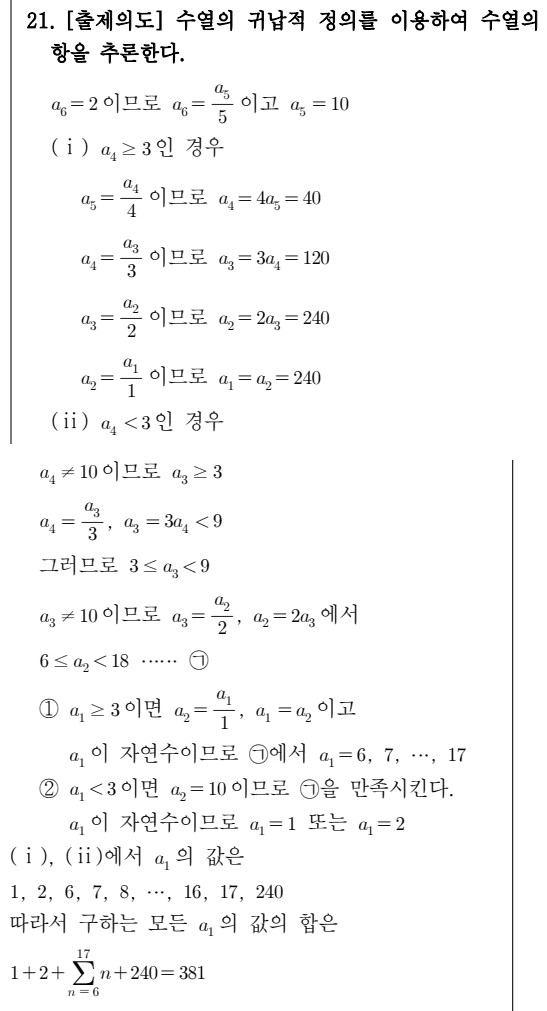 21. [출제의도] 수열의 귀납적 정의를 이용하여 수열의
항을 추론한다.
a₆ = 2 이므로 a₆ = a₅/5 이고 a₅ = 10
(ⅰ) a₄ ≥ 3 인 경우
a₅ = a₄/4 이므로 a₄ = 4a₅ = 40
a₄ = a₃/3 이므로 a₃ = 3a₄ = 120
a₃ = a₂/2 이므로 a₂ = 2a₃ = 240
a₂ = a₁/1 이므로 a₁ = a₂ = 240
(ⅱ) a₄ < 3 인 경우
a₄ ≠ 10 이므로 a₃ ≥ 3
a₄ = a₃/3, a₃ = 3a₄ < 9
그러므로 3 ≤ a₃ < 9
a₃ ≠ 10 이므로 a₃ = a₂/2, a₂ = 2a₃ 에서
6 ≤ a₂ < 18 ⋯⋯ ㉠
① a₁ ≥ 3 이면 a₂ = a₁/1, a₁ = a₂ 이고
a₁ 이 자연수이므로 ㉠에서 a₁ = 6, 7, ⋯, 17
② a₁ < 3 이면 a₂ = 10 이므로 ㉠을 만족시킨다.
a₁ 이 자연수이므로 a₁ = 1 또는 a₁ = 2
(ⅰ), (ⅱ)에서 a₁ 의 값은
1, 2, 6, 7, 8, ⋯, 16, 17, 240
따라서 구하는 모든 a₁ 의 값의 합은
1 + 2 + ∑_{n=6}^{17} n + 240 = 381